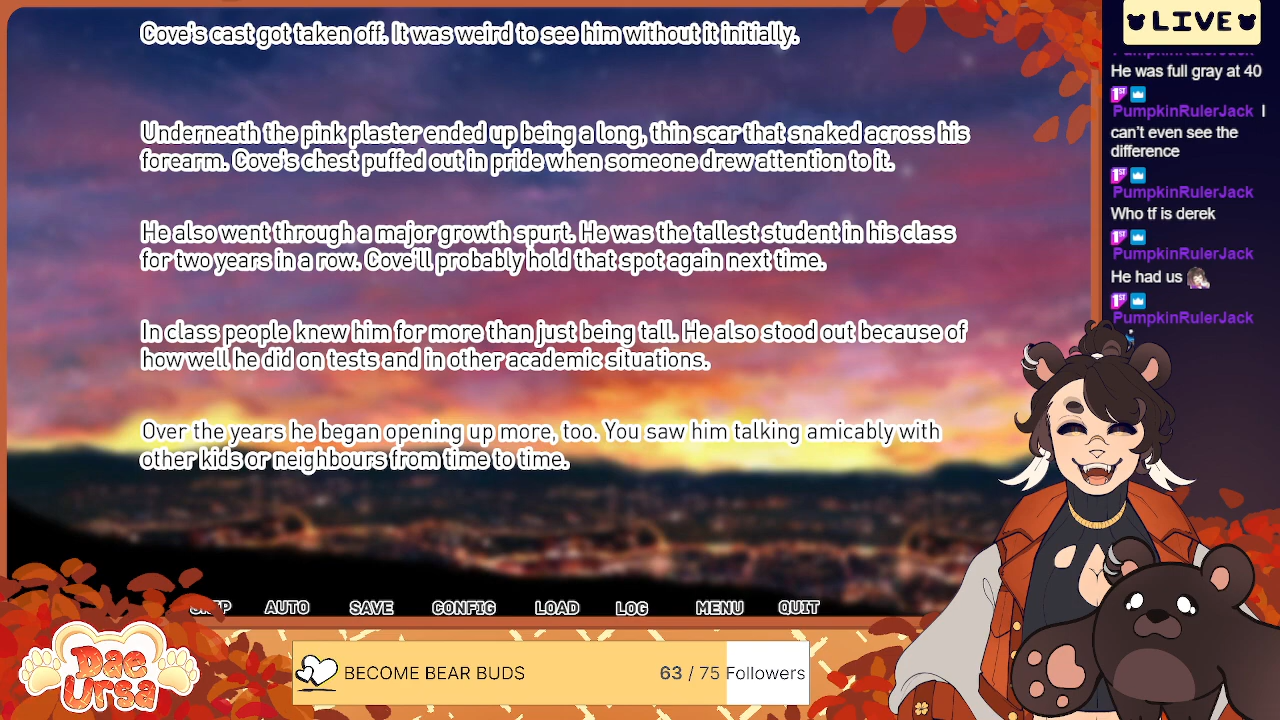 Cove's cast got taken off. It was weird to see him without it initially.
Underneath the pink plaster ended up being a long, thin scar that snaked across his
forearm. Cove's chest puffed out in pride when someone drew attention to it.
He also went through a major growth spurt. He was the tallest student in his class
for two years in a row. Cove'll probably hold that spot again next time.
In class people knew him for more than just being tall. He also stood out because of
how well he did on tests and in other academic situations.
Over the years he began opening up more, too. You saw him talking amicably with
other kids or neighbours from time to time.
SKIP AUTO SAVE CONFIG LOAD LOG MENU QUIT
Dae
Ursa
BECOME BEAR BUDS 63 / 75 Followers
LIVE
PumpkinRulerJack
He was full gray at 40
1ST
PumpkinRulerJack I
can't even see the
difference
1ST
PumpkinRulerJack
Who tf is derek
1ST
PumpkinRulerJack
He had us
1ST
PumpkinRulerJack